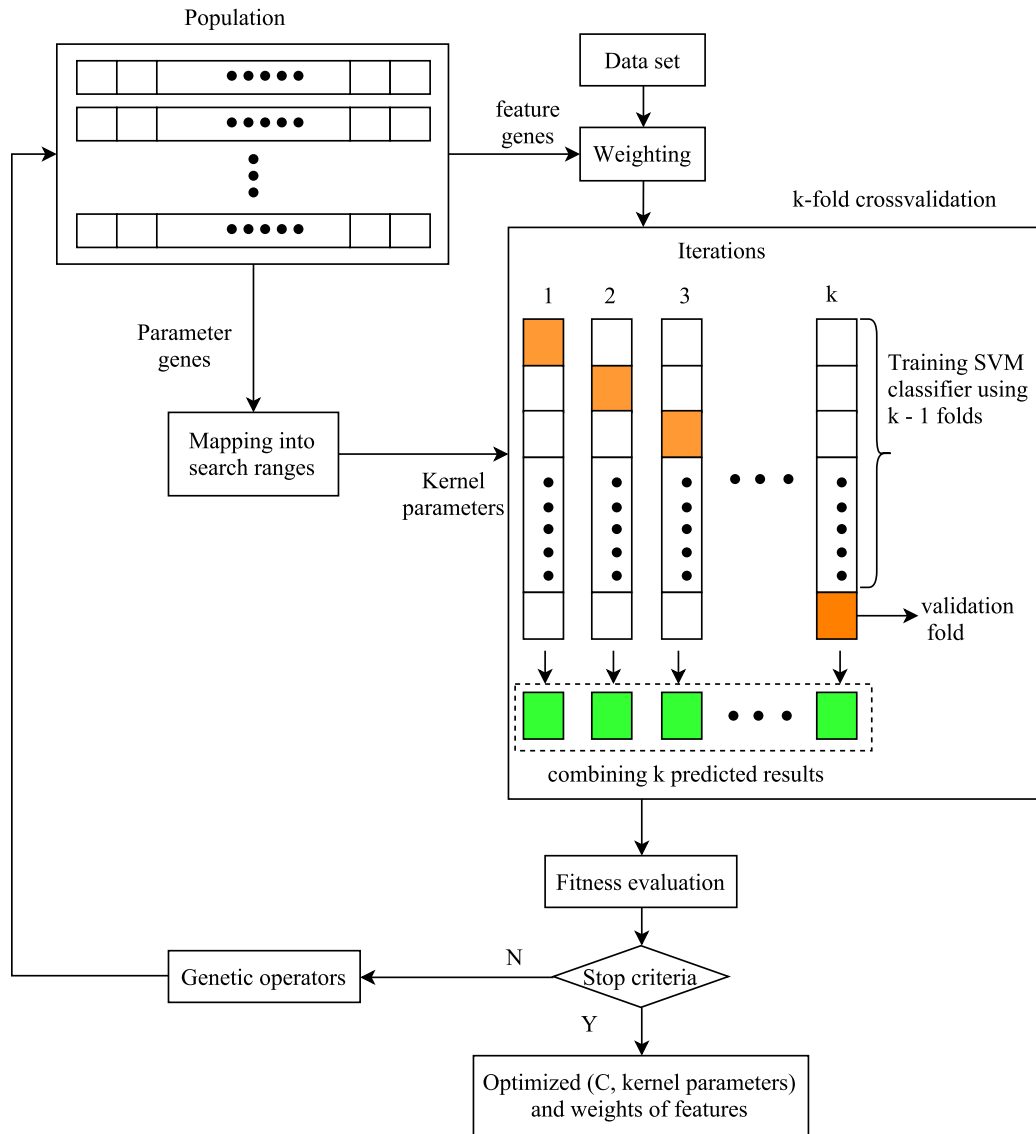 Population
Data set
feature
genes
Weighting
k-fold crossvalidation
Iterations
1 2 3 k
Parameter
genes
Training SVM
classifier using
k - 1 folds
Mapping into
search ranges
Kernel
parameters
validation
fold
combining k predicted results
Fitness evaluation
Stop criteria
N
Genetic operators
Y
Optimized (C, kernel parameters)
and weights of features